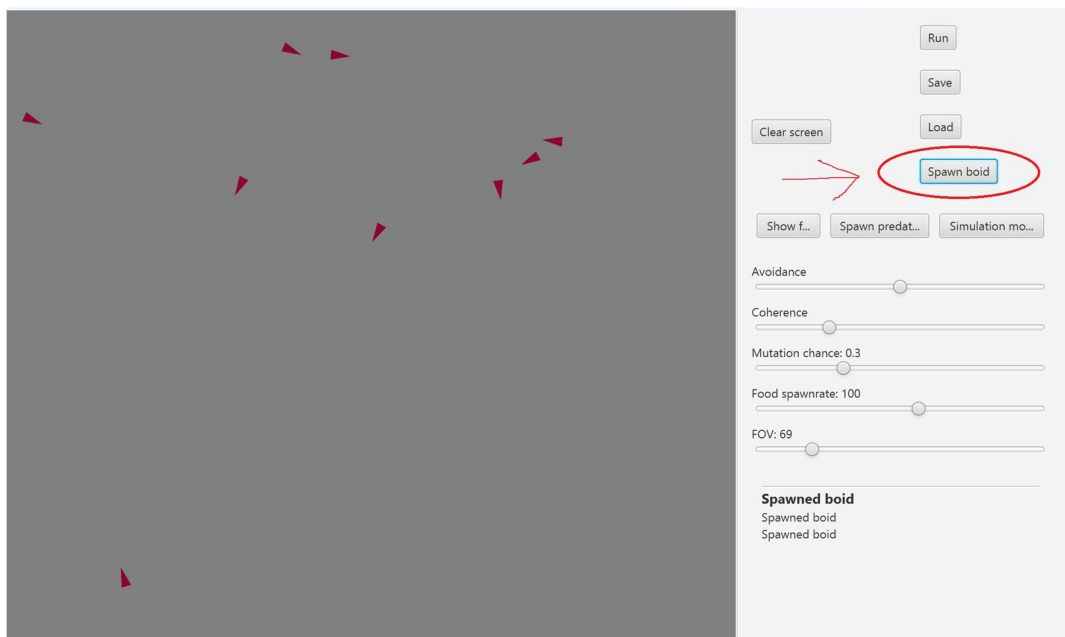 Run
Save
Clear screen
Load
Spawn boid
Show f...
Spawn predat...
Simulation mo...
Avoidance
Coherence
Mutation chance: 0.3
Food spawnrate: 100
FOV: 69
Spawned boid
Spawned boid
Spawned boid